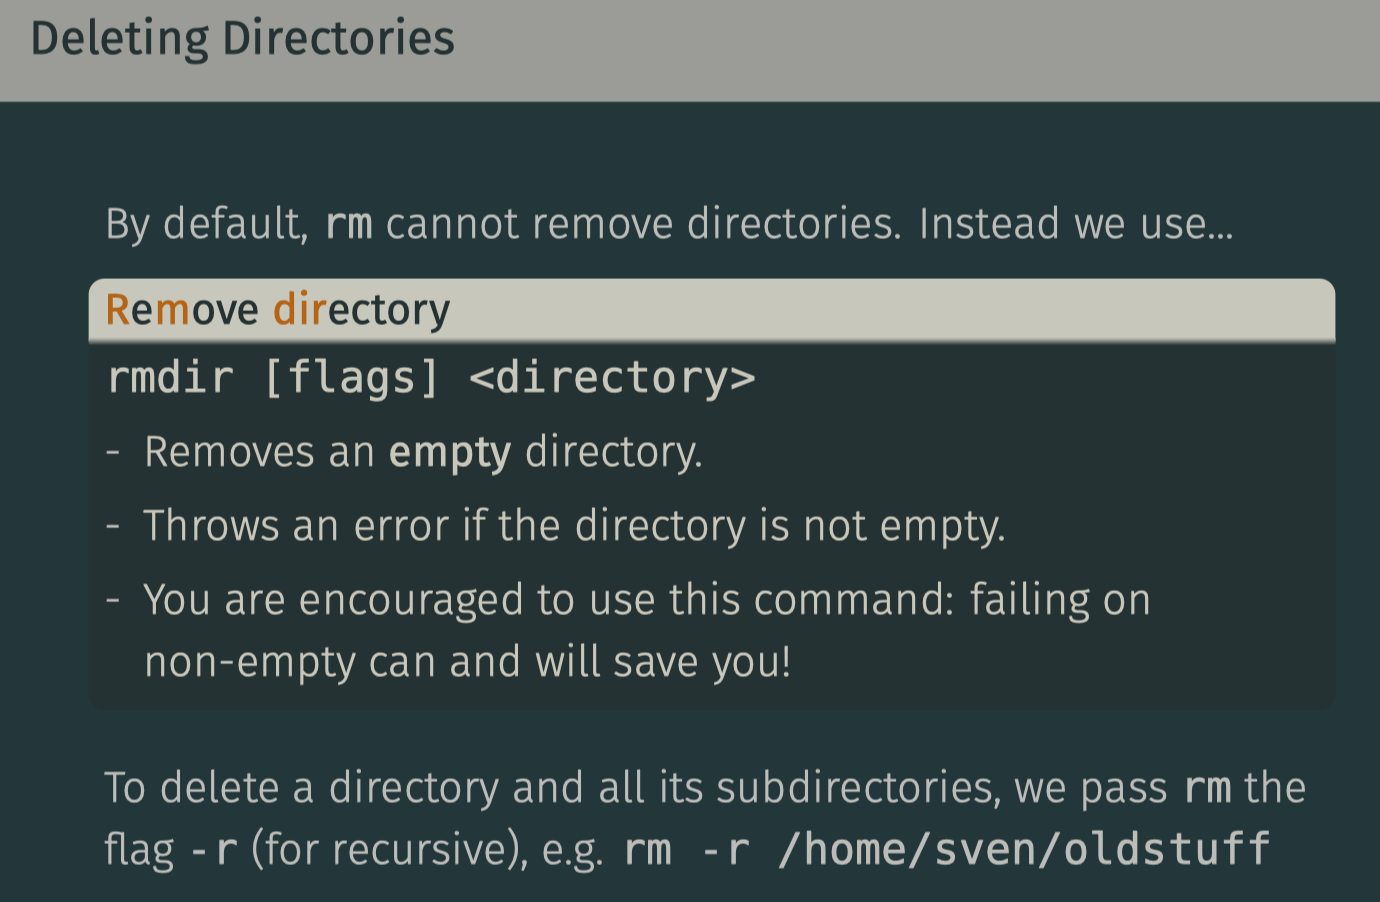 Deleting Directories
By default, rm cannot remove directories. Instead we use...
Remove directory
rmdir [flags] <directory>
- Removes an empty directory.
- Throws an error if the directory is not empty.
- You are encouraged to use this command: failing on
non-empty can and will save you!
To delete a directory and all its subdirectories, we pass rm the
flag -r (for recursive), e.g. rm -r /home/sven/oldstuff